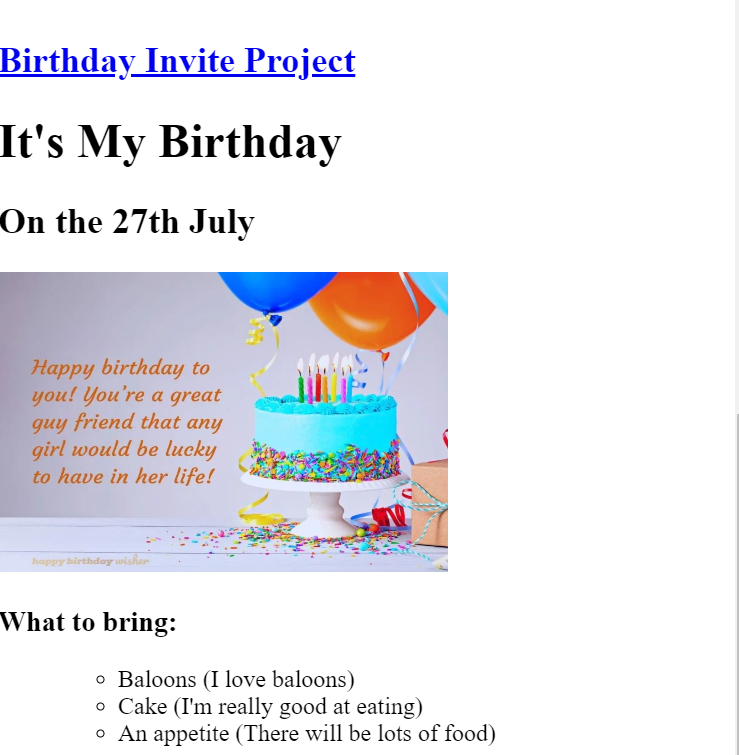 Birthday Invite Project
It's My Birthday
On the 27th July
Happy birthday to
you! You're a great
guy friend that any
girl would be lucky
to have in her life!
happy birthday wisher
What to bring:
Baloons (I love baloons)
Cake (I'm really good at eating)
An appetite (There will be lots of food)